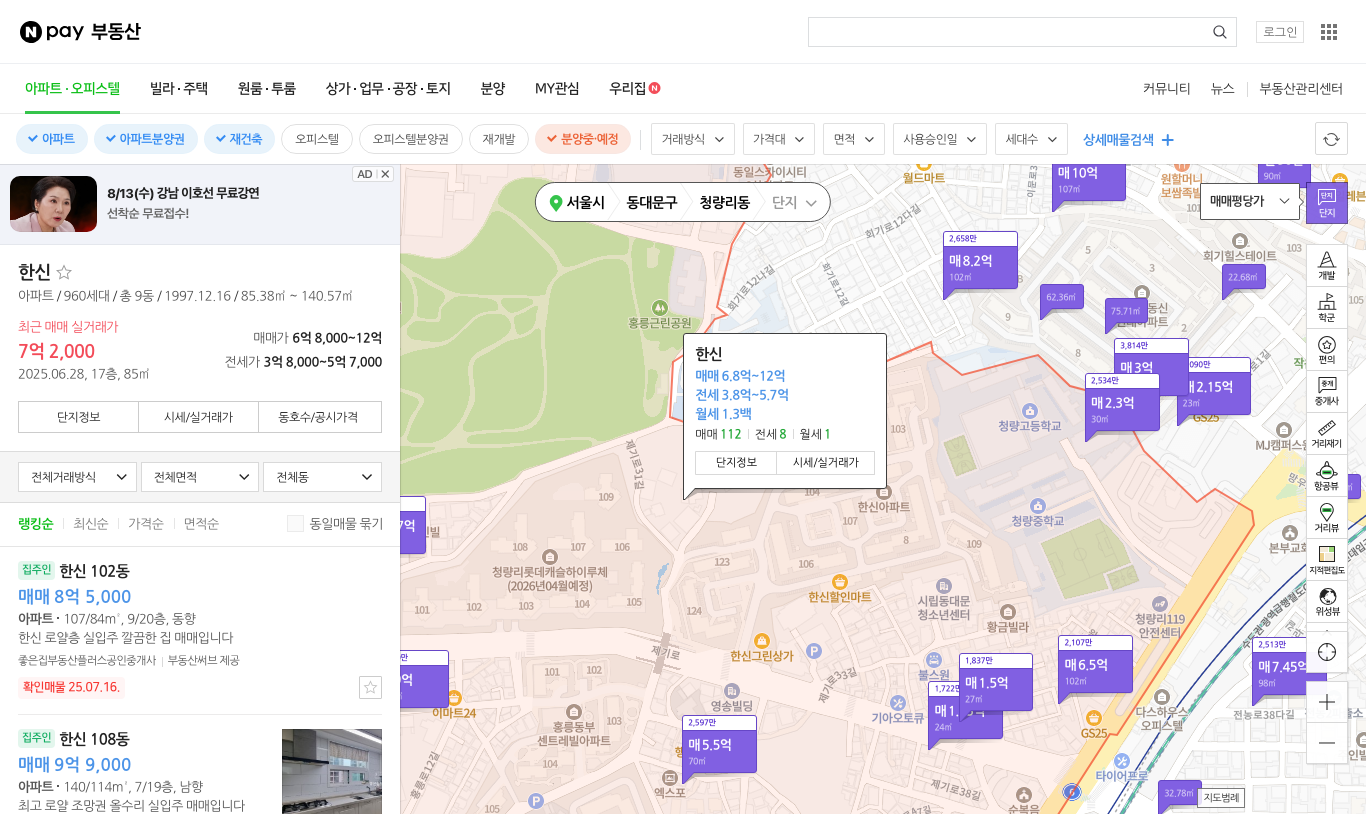 N pay 부동산
로그인
아파트·오피스텔 빌라·주택 원룸·투룸 상가·업무·공장·토지 분양 MY관심 우리집 N
커뮤니티 뉴스 부동산관리센터
아파트 아파트분양권 재건축 오피스텔 오피스텔분양권 재개발 분양중·예정 거래방식 가격대 면적 사용승인일 세대수 상세매물검색
AD
8/13(수) 강남 이호선 무료강연
선착순 무료접수!
한신
아파트 / 960세대 / 총 9동 / 1997.12.16 / 85.38㎡ ~ 140.57㎡
최근 매매 실거래가
7억 2,000
2025.06.28, 17층, 85㎡
매매가 6억 8,000~12억
전세가 3억 8,000~5억 7,000
단지정보 시세/실거래가 동호수/공시가격
전체거래방식 전체면적 전체동
랭킹순 최신순 가격순 면적순 동일매물 묶기
집주인 한신 102동
매매 8억 5,000
아파트 · 107/84m², 9/20층, 동향
한신 로얄층 실입주 깔끔한 집 매매입니다
좋은집부동산플러스공인중개사 부동산써브 제공
확인매물 25.07.16.
집주인 한신 108동
매매 9억 9,000
아파트 · 140/114m², 7/19층, 남향
최고 로얄 조망권 올수리 실입주 매매입니다
서울시 동대문구 청량리동 단지
매매평당가
단지
단지
개발
학군
편의
중개
중개사
거리재기
항공뷰
거리뷰
지적편집도
위성뷰
지도범례
한신
매매 6.8억~12억
전세 3.8억~5.7억
월세 1.3백
매매 112 전세 8 월세 1
단지정보 시세/실거래가
월드마트
이문로
매10억
107㎡
원할머니
보쌈족발
90㎡
회기로12다길
회기로12나길
회기로12길
2,658만
매8.2억
102㎡
회기힐스테이트
103
22.68㎡
62.36㎡
75.71㎡
5
3
9
8
2
홍릉근린공원
3,814만
매3억
2,534만
매2.3억
30㎡
090만
매2.15억
23㎡
GS25
청량고등학교
MJ캠퍼스
제기로31길
103
104
한신아파트
107
8
109
청량중학교
109
108
107
106
청량리롯데캐슬하이루체
(2026년04월예정)
101
102
103
104
105
125
126
124
한신할인마트
시립동대문
청소년센터
황금빌라
청량리119
안전센터
본부교회
한신그린상가
P
제기로
제기로33길
불스원
기아오토큐
2,107만
매6.5억
102㎡
1,837만
매1.5억
27㎡
1,722만
24㎡
2,513만
매7.45억
98㎡
이마트24
101
102
홍릉동부
센트레빌아파트
103
영송빌딩
2,597만
매5.5억
70㎡
엑스포
105
P
홍릉로12길
제기로38길
순복음
GS25
다스하우스
오피스텔
전농로38다길
타이어프로
32.78㎡